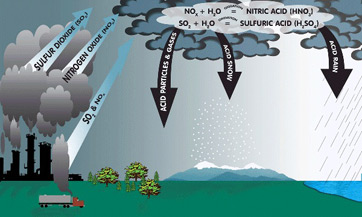 NOx + H2O = NITRIC ACID (HNO3)
SO2 + H2O = SULFURIC ACID (H2SO4)
SULFUR DIOXIDE (SO2)
NITROGEN OXIDE (NOx)
SO2 & NOx
ACID PARTICLES & GASES
ACID SNOW
ACID RAIN